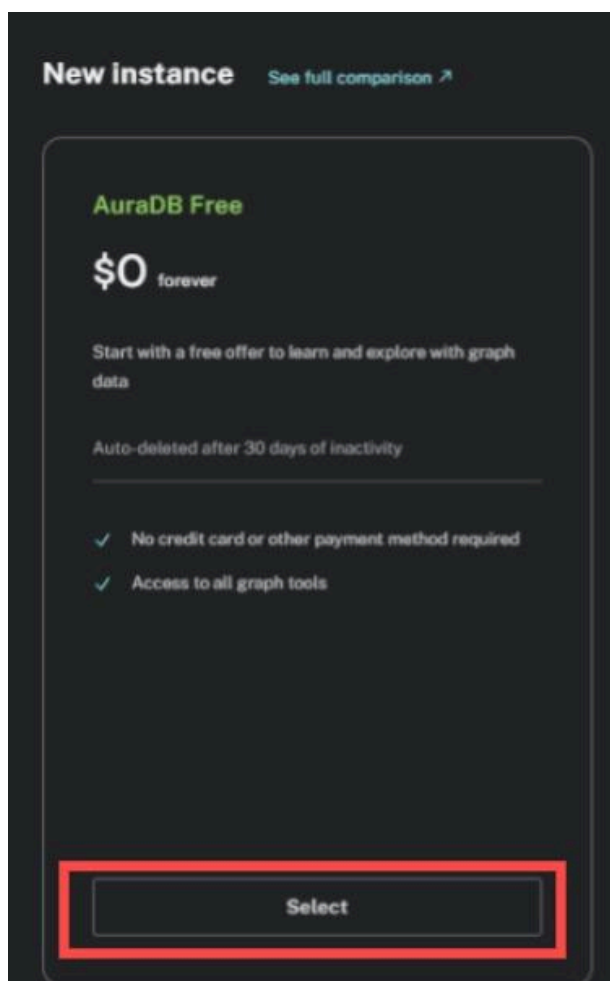 New instance See full comparison ↗
AuraDB Free
$0 forever
Start with a free offer to learn and explore with graph
data
Auto-deleted after 30 days of inactivity
✓ No credit card or other payment method required
✓ Access to all graph tools
Select